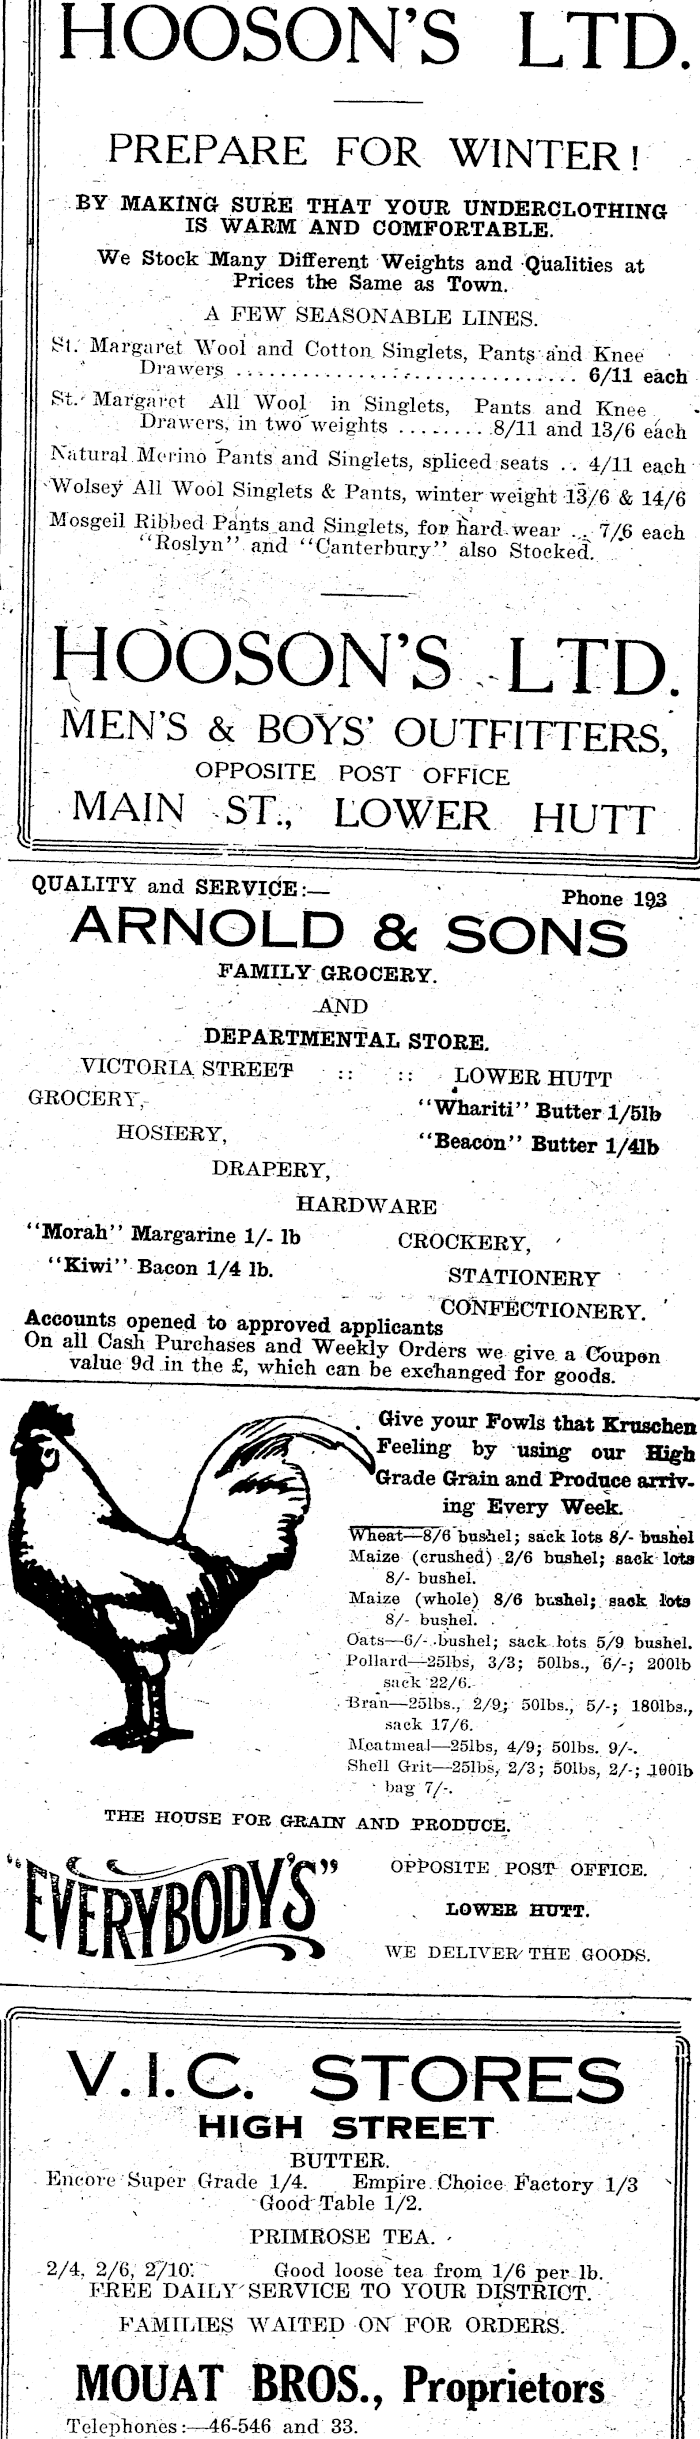 HOOSON'S LTD.
PREPARE FOR WINTER!
BY MAKING SURE THAT YOUR UNDERCLOTHING
IS WARM AND COMFORTABLE.
We Stock Many Different Weights and Qualities at
Prices the Same as Town.
A FEW SEASONABLE LINES.
St. Margaret Wool and Cotton Singlets, Pants and Knee
Drawers ................................ 6/11 each
St. Margaret All Wool in Singlets, Pants and Knee
Drawers, in two weights ........ 8/11 and 13/6 each
Natural Merino Pants and Singlets, spliced seats .. 4/11 each
Wolsey All Wool Singlets & Pants, winter weight 13/6 & 14/6
Mosgeil Ribbed Pants and Singlets, for hard wear ... 7/6 each
"Roslyn" and "Canterbury" also Stocked.
HOOSON'S LTD.
MEN'S & BOYS' OUTFITTERS,
OPPOSITE POST OFFICE
MAIN ST., LOWER HUTT
QUALITY and SERVICE:— Phone 193
ARNOLD & SONS
FAMILY GROCERY.
AND
DEPARTMENTAL STORE.
VICTORIA STREET :: :: LOWER HUTT
GROCERY, "Whariti" Butter 1/5lb
HOSIERY, "Beacon" Butter 1/4lb
DRAPERY,
HARDWARE
"Morah" Margarine 1/- lb CROCKERY,
"Kiwi" Bacon 1/4 lb. STATIONERY
CONFECTIONERY.
Accounts opened to approved applicants
On all Cash Purchases and Weekly Orders we give a Coupon
value 9d in the £, which can be exchanged for goods.
Give your Fowls that Kruschen
Feeling by using our High
Grade Grain and Produce arriv-
ing Every Week.
Wheat—8/6 bushel; sack lots 8/- bushel
Maize (crushed) 2/6 bushel; sack lots
8/- bushel.
Maize (whole) 8/6 bushel; sack lots
8/- bushel.
Oats—6/- bushel; sack lots 5/9 bushel.
Pollard—25lbs, 3/3; 50lbs., 6/-; 200lb
sack 22/6.
Bran—25lbs., 2/9; 50lbs., 5/-; 180lbs.,
sack 17/6.
Meatmeal—25lbs, 4/9; 50lbs. 9/-.
Shell Grit—25lbs, 2/3; 50lbs, 2/-; 100lb
bag 7/-.
THE HOUSE FOR GRAIN AND PRODUCE.
"EVERYBODY'S"
OPPOSITE POST OFFICE.
LOWER HUTT.
WE DELIVER THE GOODS.
V.I.C. STORES
HIGH STREET
BUTTER.
Encore Super Grade 1/4. Empire Choice Factory 1/3
Good Table 1/2.
PRIMROSE TEA.
2/4, 2/6, 2/10. Good loose tea from 1/6 per lb.
FREE DAILY SERVICE TO YOUR DISTRICT.
FAMILIES WAITED ON FOR ORDERS.
MOUAT BROS., Proprietors
Telephones:—46-546 and 33.